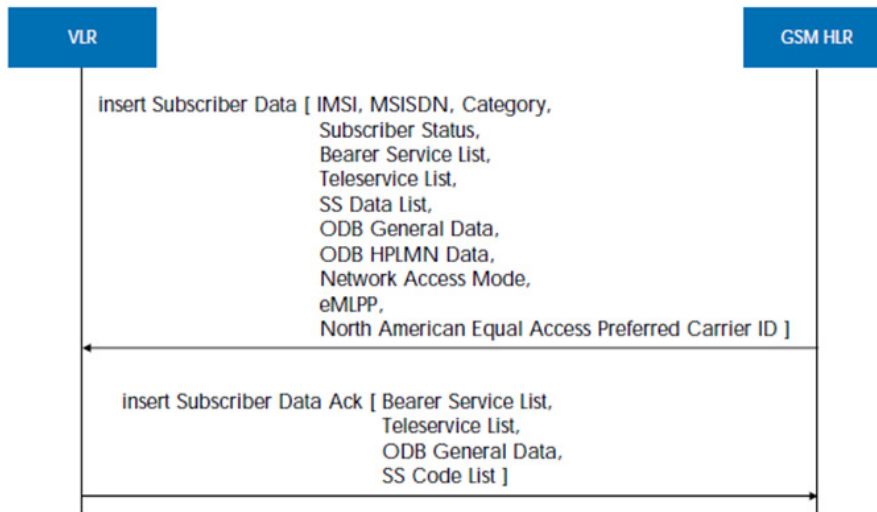 VLR
GSM HLR
insert Subscriber Data [ IMSI, MSISDN, Category,
Subscriber Status,
Bearer Service List,
Teleservice List,
SS Data List,
ODB General Data,
ODB HPLMN Data,
Network Access Mode,
eMLPP,
North American Equal Access Preferred Carrier ID ]
insert Subscriber Data Ack [ Bearer Service List,
Teleservice List,
ODB General Data,
SS Code List ]